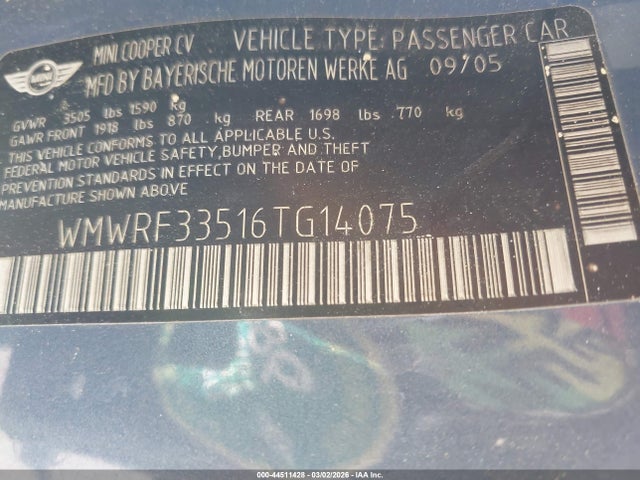 MINI COOPER CV VEHICLE TYPE: PASSENGER CAR
MINI MFD BY BAYERISCHE MOTOREN WERKE AG 09/05
GVWR 3505 lbs 1590 kg
GAWR FRONT 1918 lbs 870 kg REAR 1698 lbs 770 kg
THIS VEHICLE CONFORMS TO ALL APPLICABLE U.S.
FEDERAL MOTOR VEHICLE SAFETY,BUMPER AND THEFT
PREVENTION STANDARDS IN EFFECT ON THE DATE OF
MANUFACTURE SHOWN ABOVE.
WMWRF33516TG14075
000-44511428 | 03/02/2026 | IAA Inc.